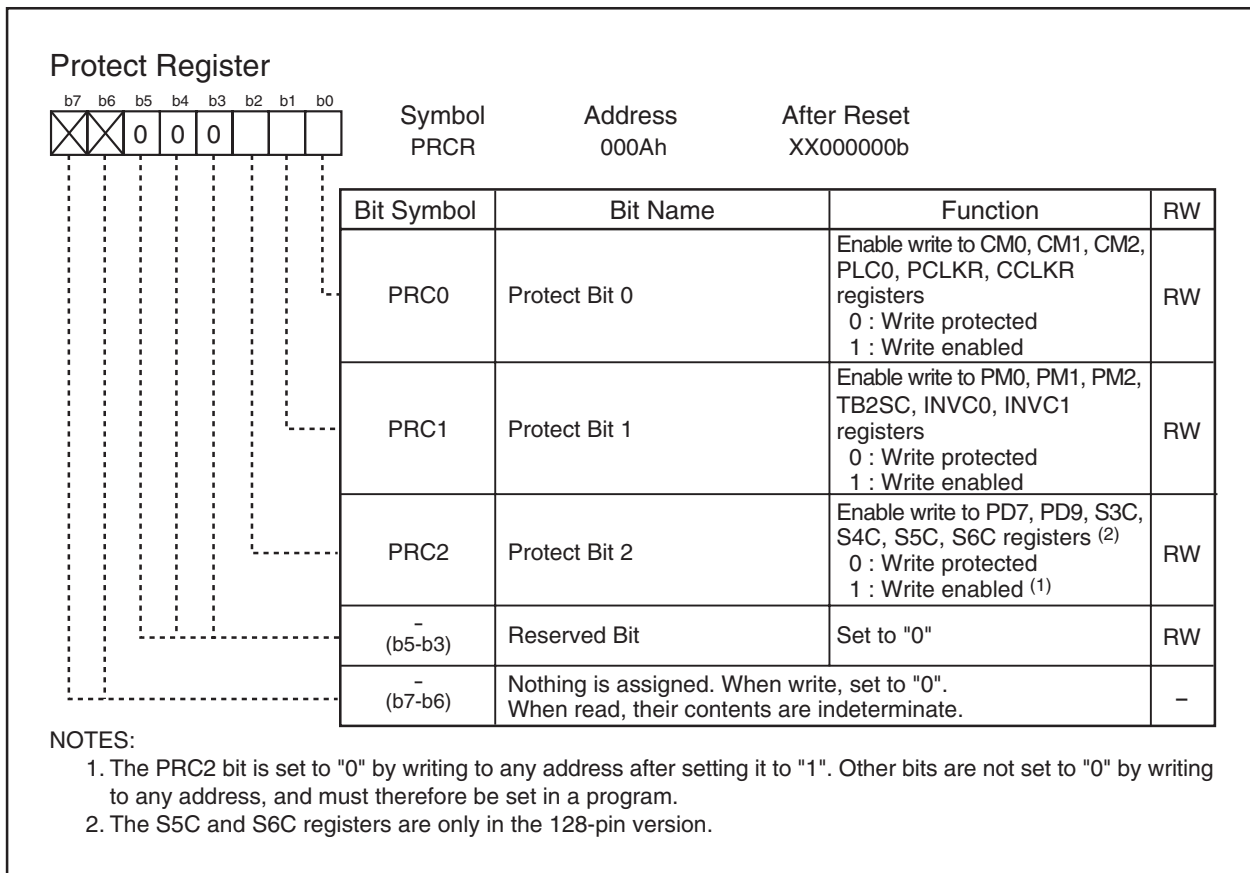 Protect Register
b7 b6 b5 b4 b3 b2 b1 b0
0 0 0
Symbol Address After Reset
PRCR 000Ah XX000000b
Bit Symbol Bit Name Function RW
PRC0 Protect Bit 0 Enable write to CM0, CM1, CM2,
PLC0, PCLKR, CCLKR
registers
0 : Write protected
1 : Write enabled
RW
PRC1 Protect Bit 1 Enable write to PM0, PM1, PM2,
TB2SC, INVC0, INVC1
registers
0 : Write protected
1 : Write enabled
RW
PRC2 Protect Bit 2 Enable write to PD7, PD9, S3C,
S4C, S5C, S6C registers (2)
0 : Write protected
1 : Write enabled (1)
RW
–
(b5-b3) Reserved Bit Set to "0" RW
–
(b7-b6) Nothing is assigned. When write, set to "0".
When read, their contents are indeterminate.
–
NOTES:
1. The PRC2 bit is set to "0" by writing to any address after setting it to "1". Other bits are not set to "0" by writing
to any address, and must therefore be set in a program.
2. The S5C and S6C registers are only in the 128-pin version.